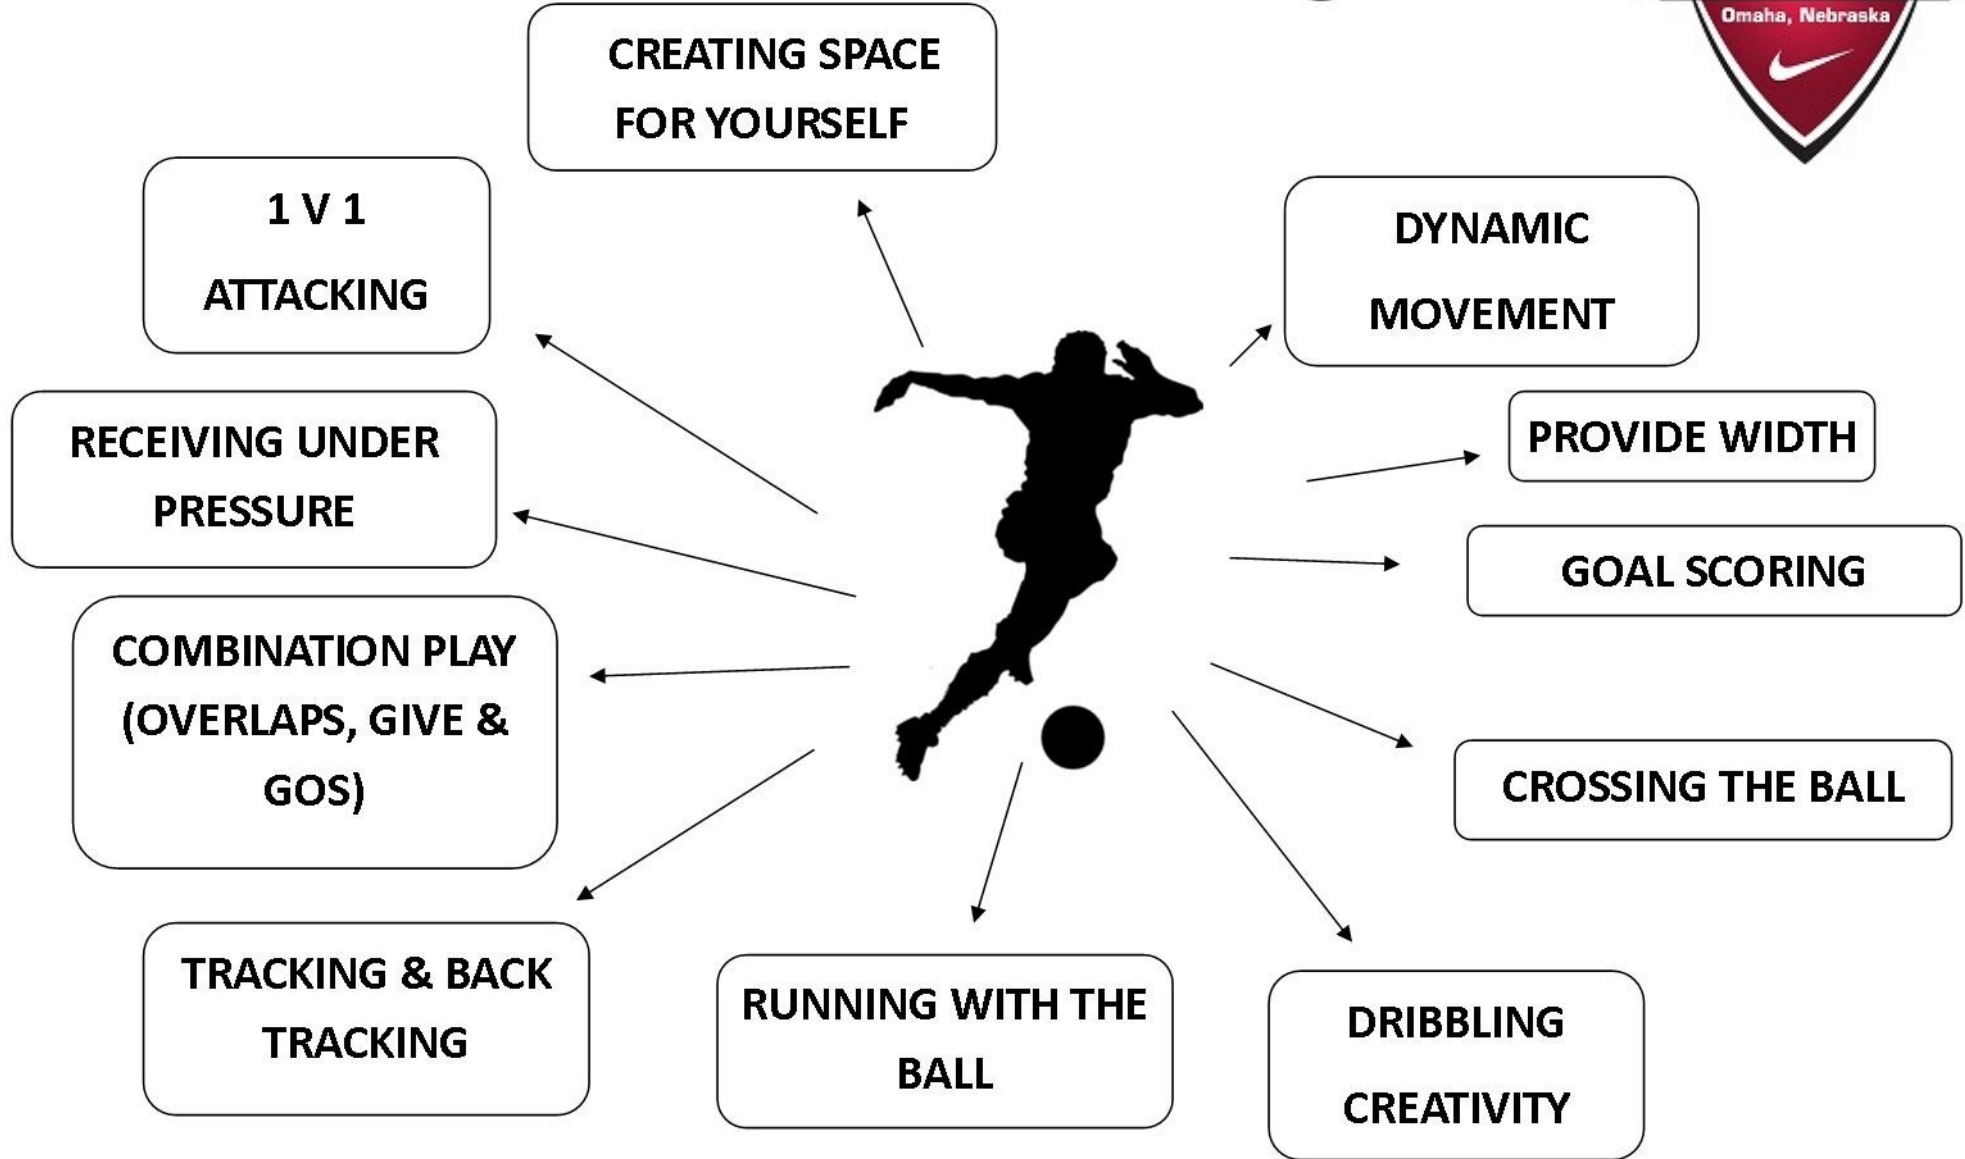 Omaha, Nebraska
CREATING SPACE
FOR YOURSELF
1 V 1
ATTACKING
DYNAMIC
MOVEMENT
RECEIVING UNDER
PRESSURE
PROVIDE WIDTH
GOAL SCORING
COMBINATION PLAY
(OVERLAPS, GIVE &
GOS)
CROSSING THE BALL
TRACKING & BACK
TRACKING
RUNNING WITH THE
BALL
DRIBBLING
CREATIVITY